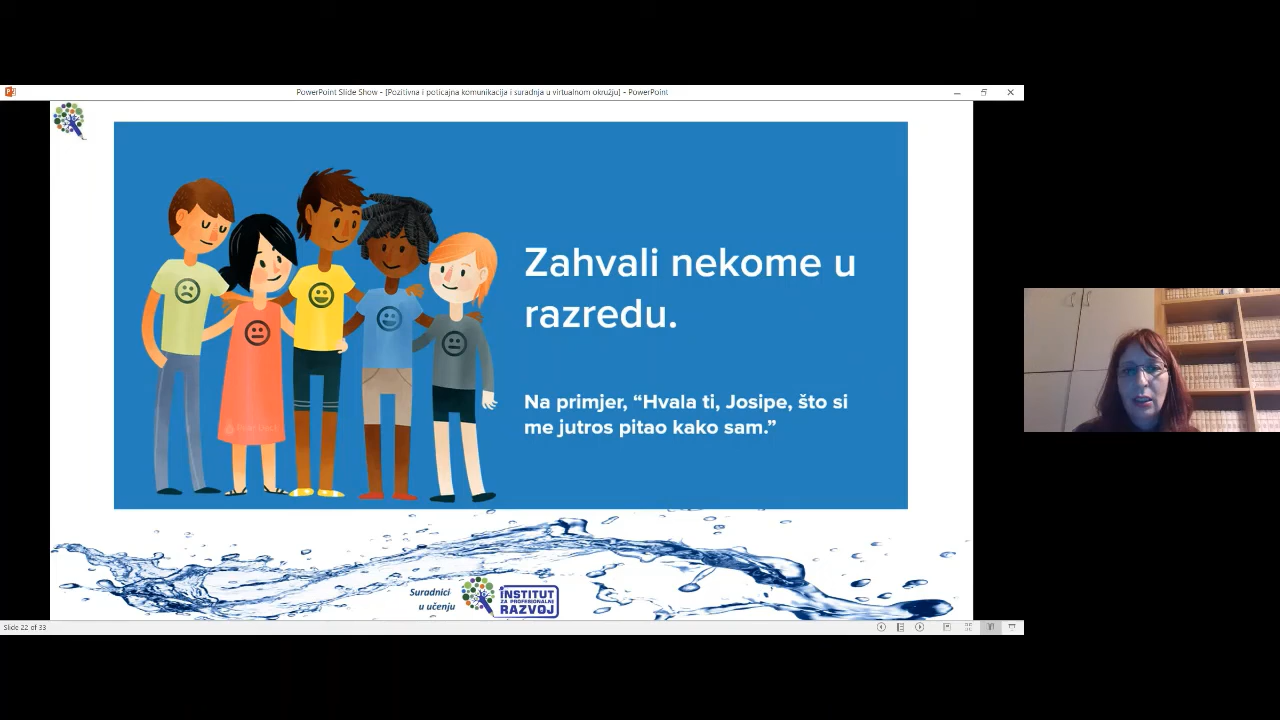 PowerPoint Slide Show - [Pozitivna i poticajna komunikacija i suradnja u virtualnom okružju] - PowerPoint
Zahvali nekome u
razredu.
Na primjer, “Hvala ti, Josipe, što si
me jutros pitao kako sam.”
Suradnici
u učenju
INSTITUT
ZA PROFESIONALNI
RAZVOJ
Slide 22 of 33